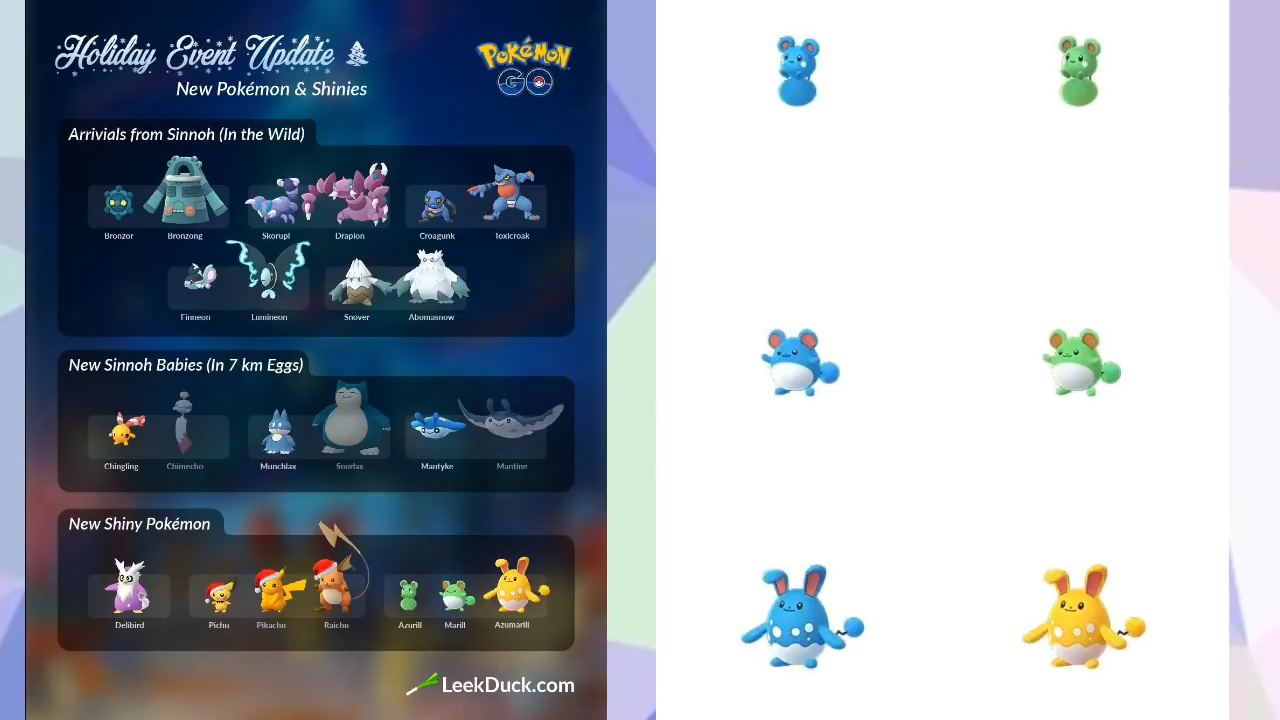 Holiday Event Update
New Pokémon & Shinies
POKéMON
GO
Arrivials from Sinnoh (In the Wild)
Bronzor Bronzong Skorupi Drapion Croagunk Toxicroak
Finneon Lumineon Snover Abomasnow
New Sinnoh Babies (In 7 km Eggs)
Chingling Chimecho Munchlax Snorlax Mantyke Mantine
New Shiny Pokémon
Delibird Pichu Pikachu Raichu Azurill Marill Azumarill
LeekDuck.com